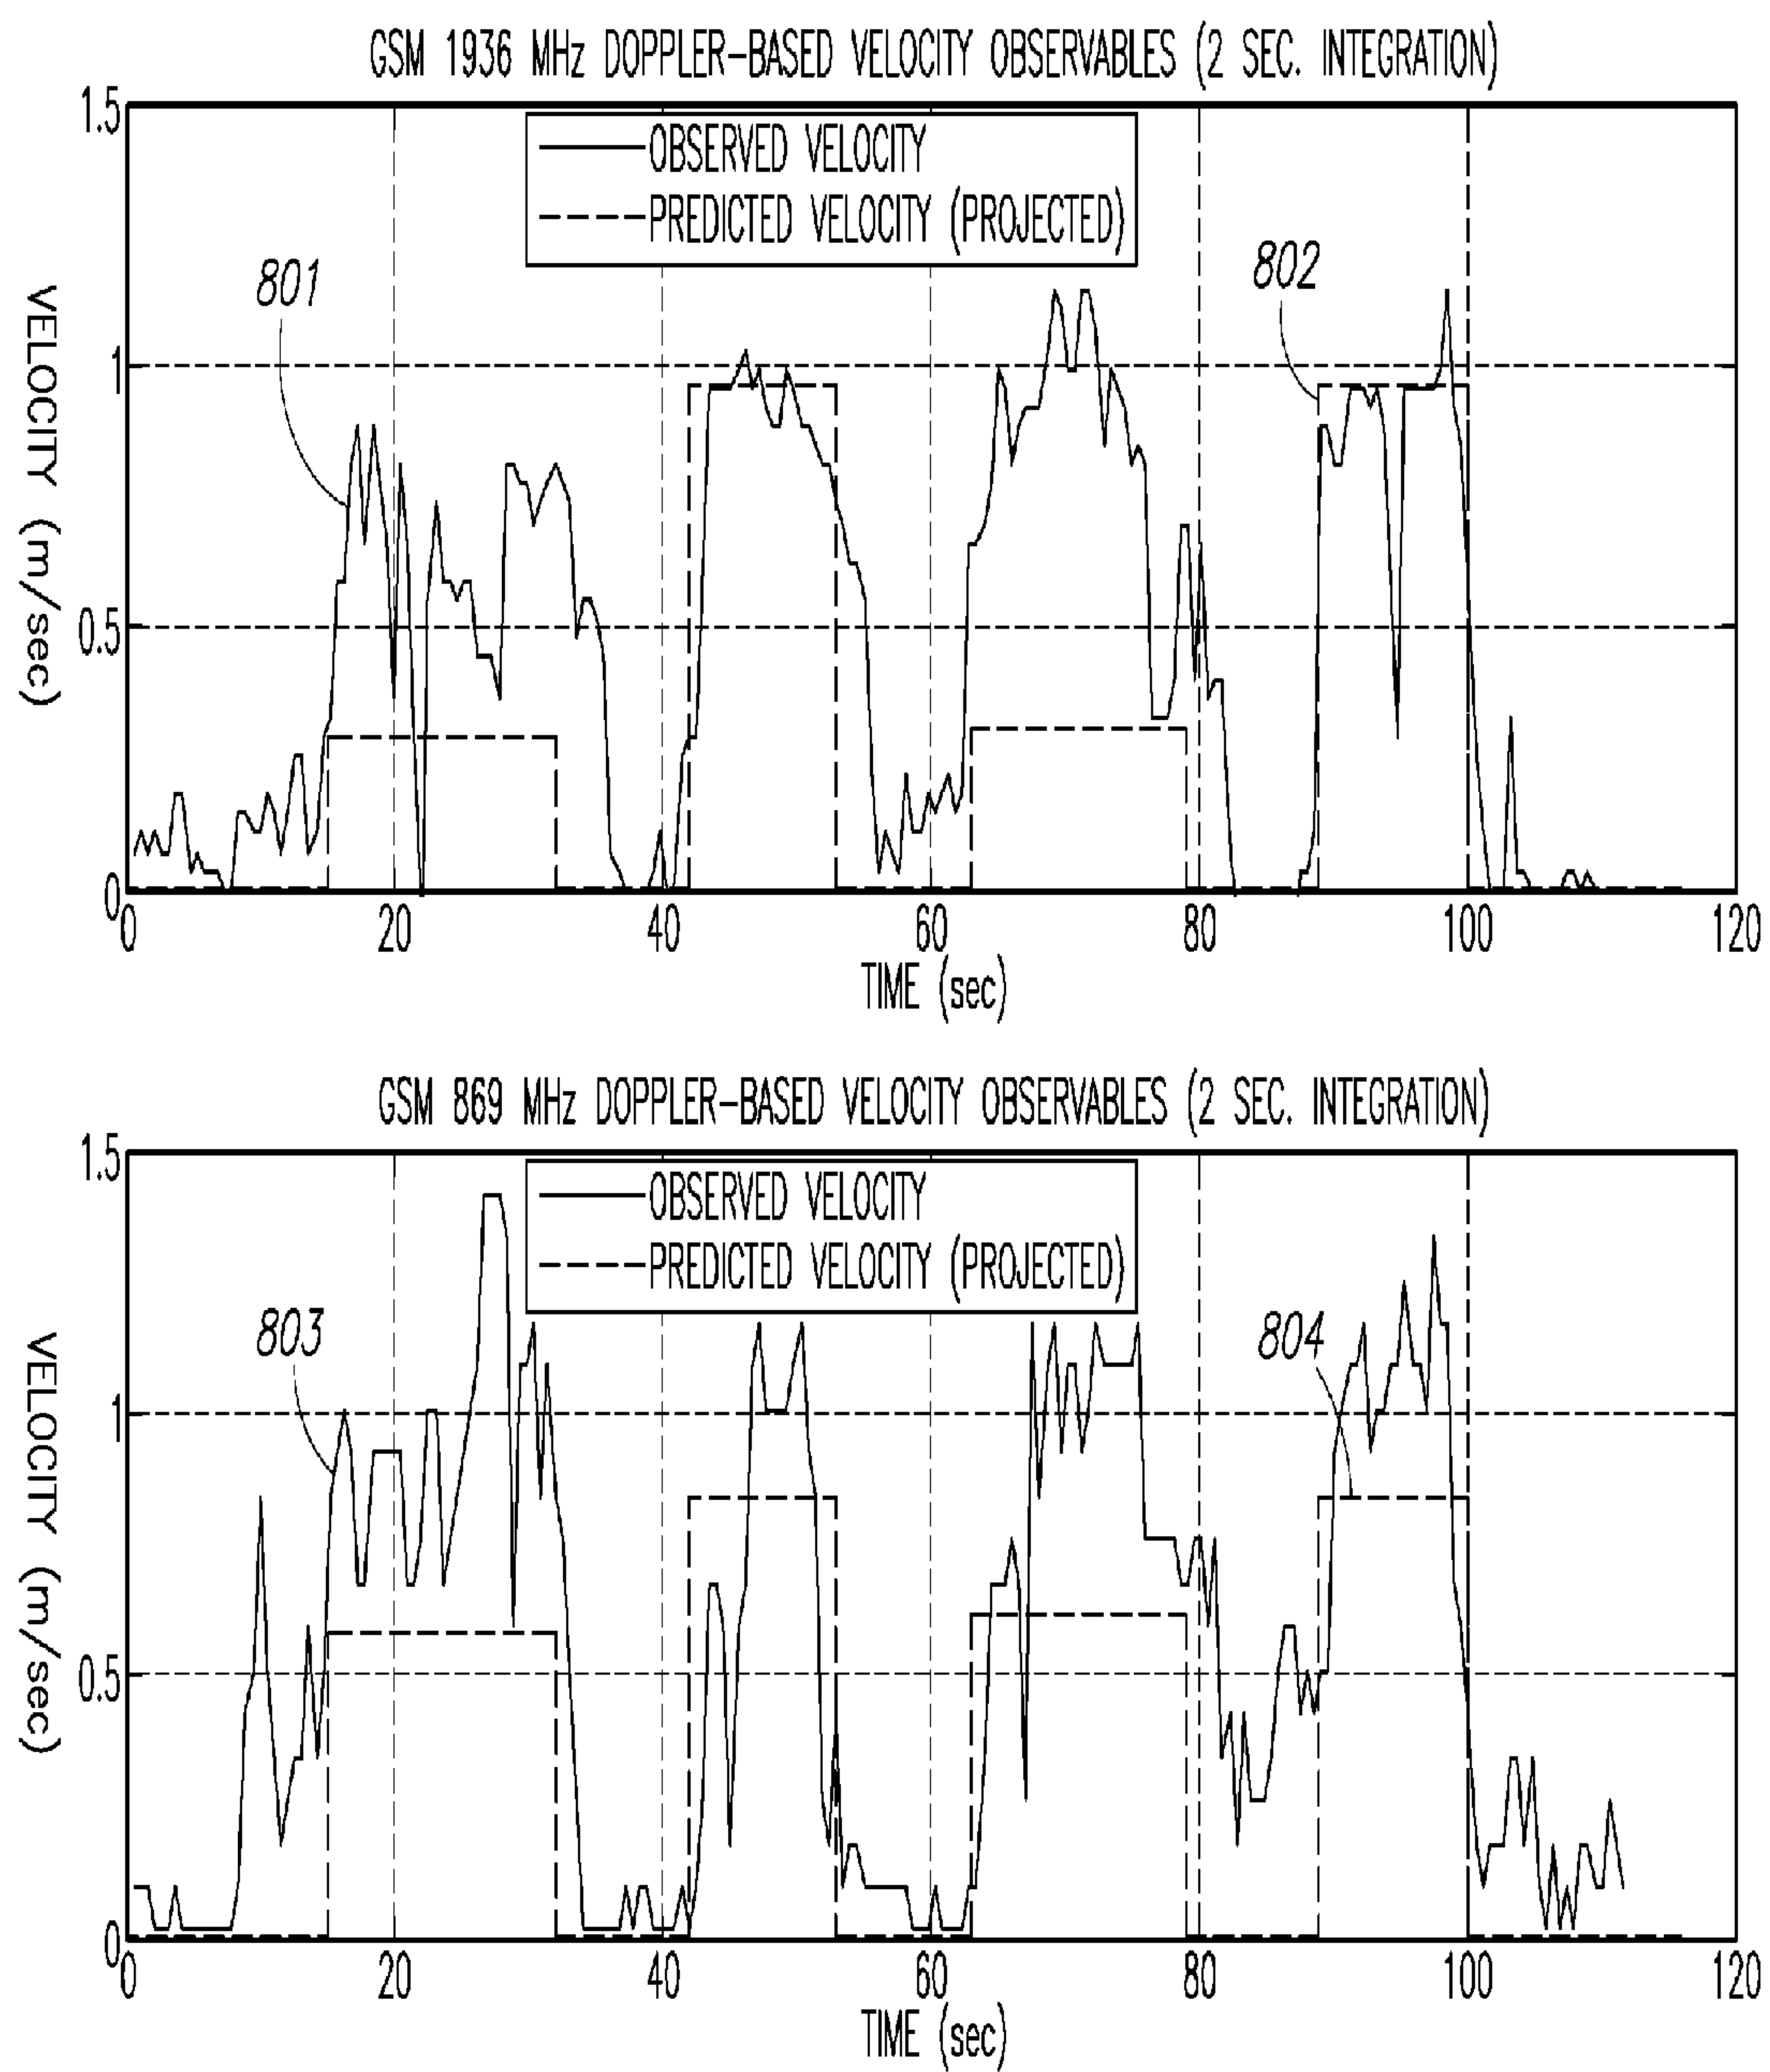 GSM 1936 MHz DOPPLER-BASED VELOCITY OBSERVABLES (2 SEC. INTEGRATION)
1.5
OBSERVED VELOCITY
PREDICTED VELOCITY (PROJECTED)
801
802
VELOCITY (m/sec)
1
0.5
0
0 20 40 60 80 100 120
TIME (sec)
GSM 869 MHz DOPPLER-BASED VELOCITY OBSERVABLES (2 SEC. INTEGRATION)
1.5
OBSERVED VELOCITY
PREDICTED VELOCITY (PROJECTED)
803
804
VELOCITY (m/sec)
1
0.5
0
0 20 40 60 80 100 120
TIME (sec)